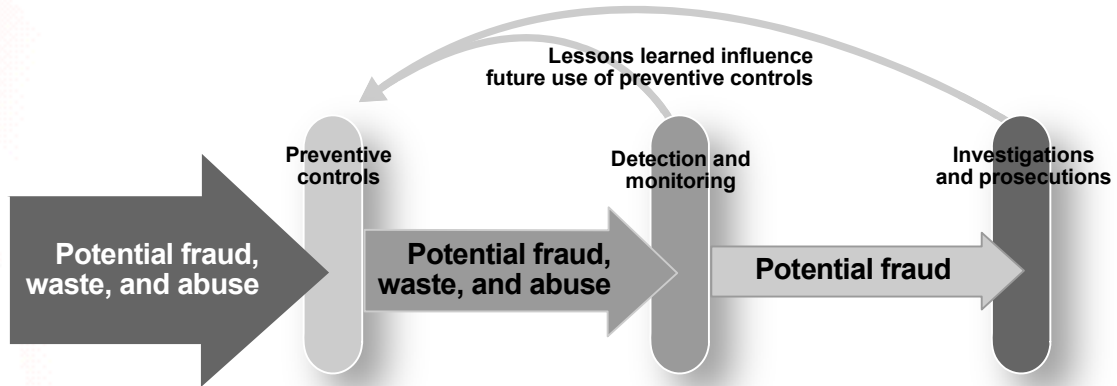 Lessons learned influence
future use of preventive controls
Preventive
controls
Detection and
monitoring
Investigations
and prosecutions
Potential fraud,
waste, and abuse
Potential fraud,
waste, and abuse
Potential fraud